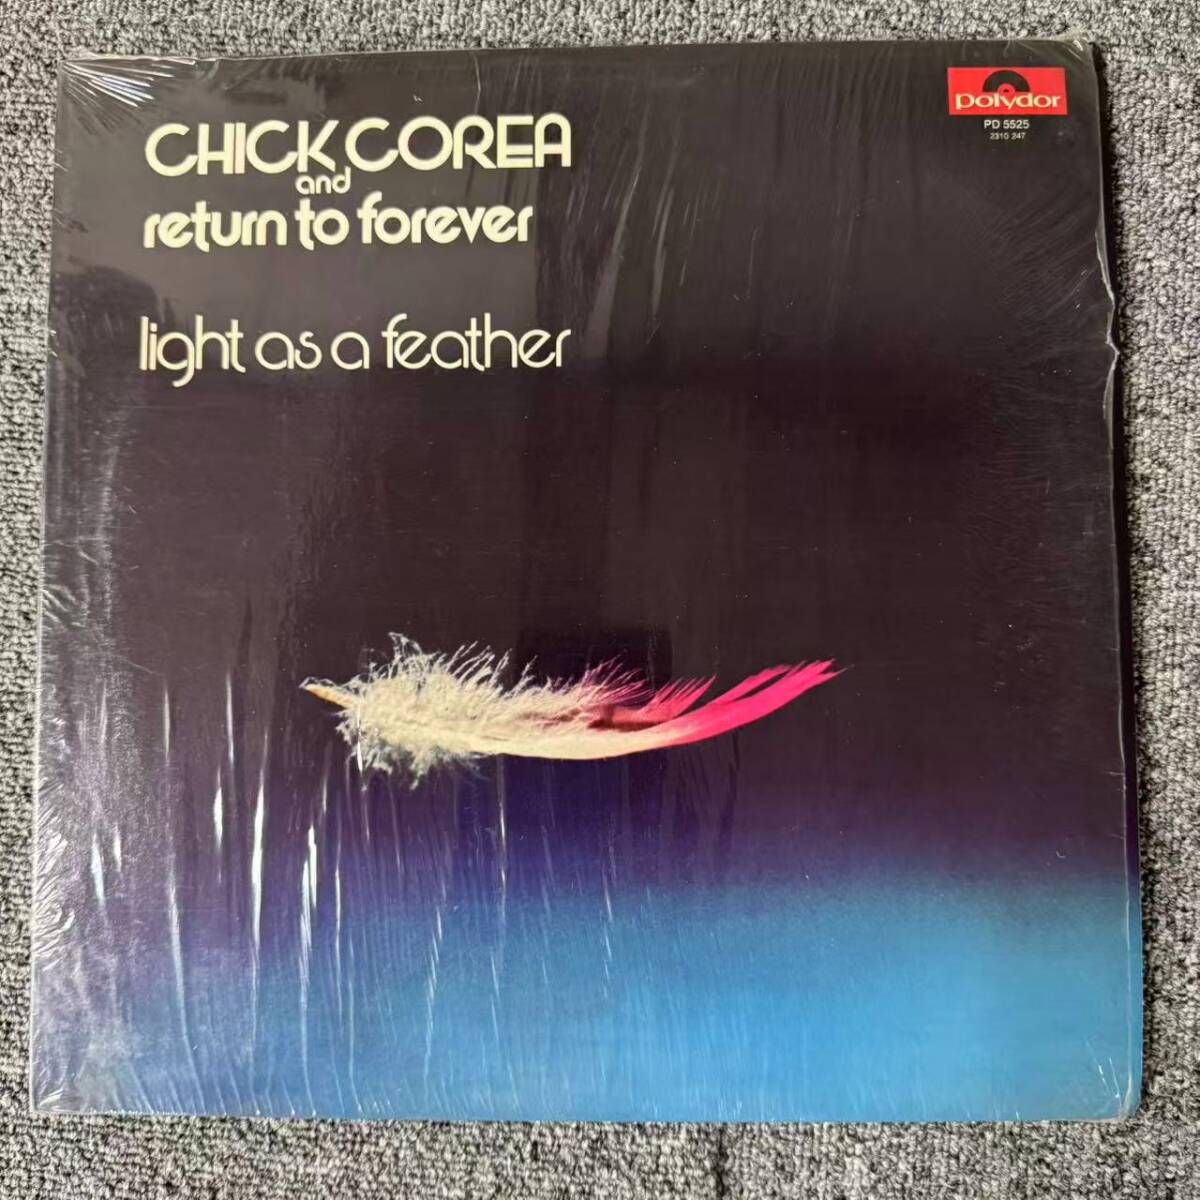 CHICK COREA
and
return to forever
light as a feather
polydor
PD 5525
2310 247